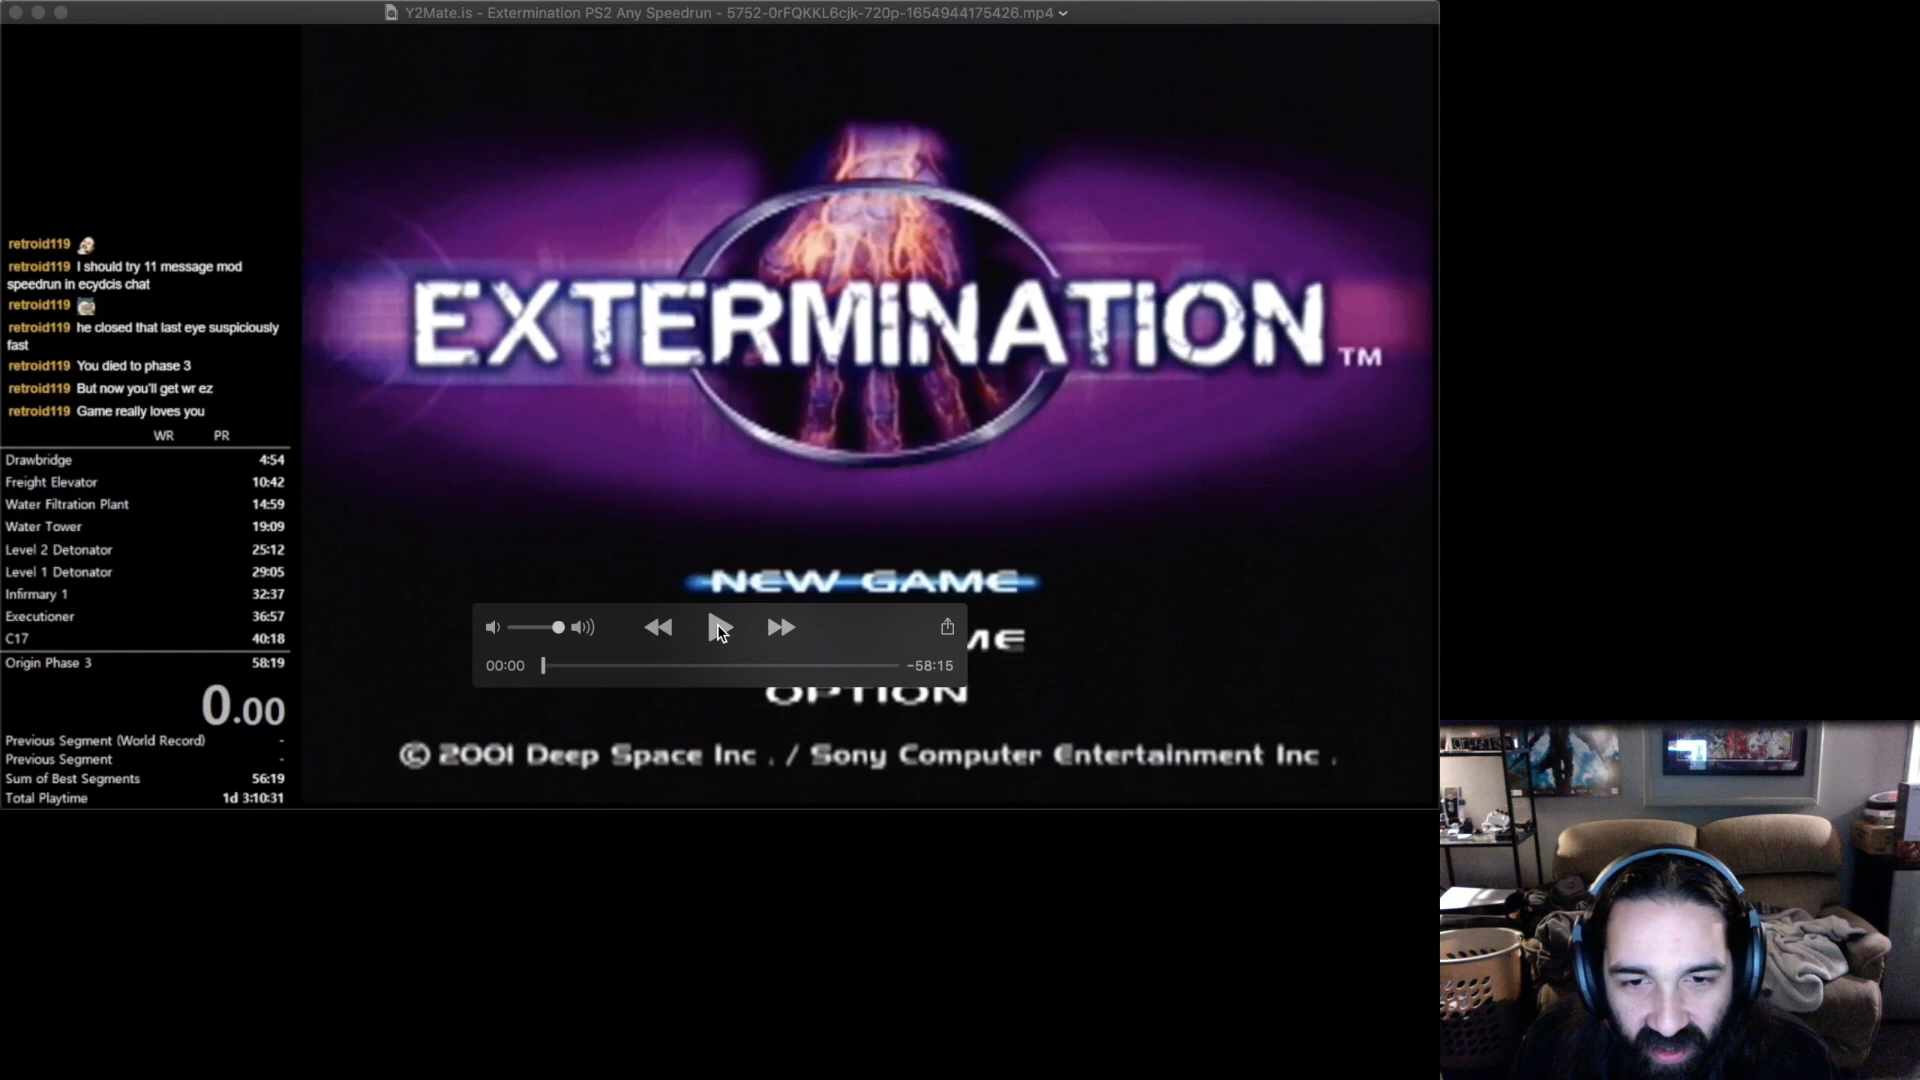 Y2Mate.is - Extermination PS2 Any Speedrun - 5752-0rFQKKL6cjk-720p-1654944175426.mp4
retroid119
retroid119 I should try 11 message mod
speedrun in ecydcis chat
retroid119
retroid119 he closed that last eye suspiciously
fast
retroid119 You died to phase 3
retroid119 But now you'll get wr ez
retroid119 Game really loves you
WR PR
Drawbridge 4:54
Freight Elevator 10:42
Water Filtration Plant 14:59
Water Tower 19:09
Level 2 Detonator 25:12
Level 1 Detonator 29:05
Infirmary 1 32:37
Executioner 36:57
C17 40:18
Origin Phase 3 58:19
0.00
Previous Segment (World Record) -
Previous Segment -
Sum of Best Segments 56:19
Total Playtime 1d 3:10:31
EXTERMINATION TM
NEW GAME
ME
OPTION
00:00 -58:15
© 2001 Deep Space Inc . / Sony Computer Entertainment Inc .